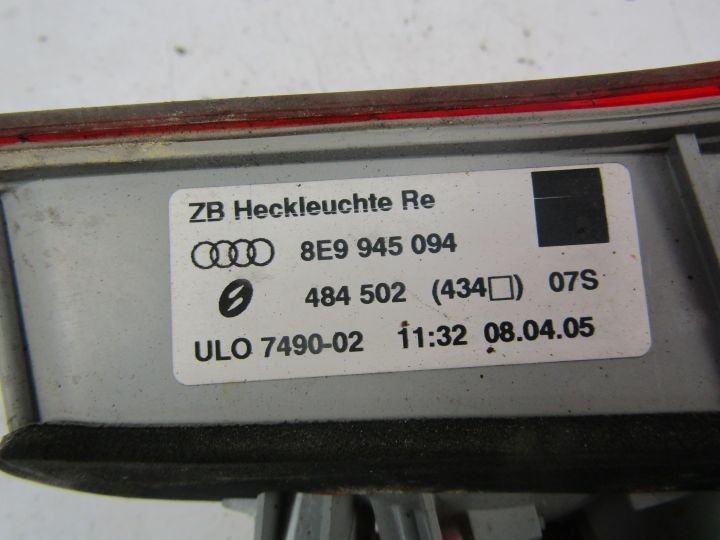 ZB Heckleuchte Re
8E9 945 094
484 502 (434□) 07S
ULO 7490-02 11:32 08.04.05